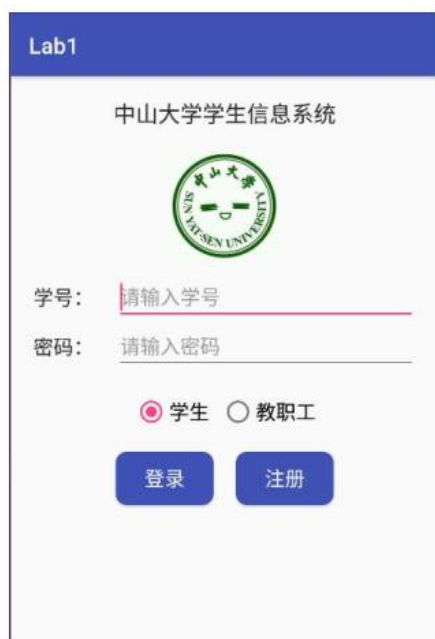 Lab1
中山大学学生信息系统
中山大學
SUN YAT-SEN UNIVERSITY
学号： 请输入学号
密码： 请输入密码
学生 教职工
登录 注册